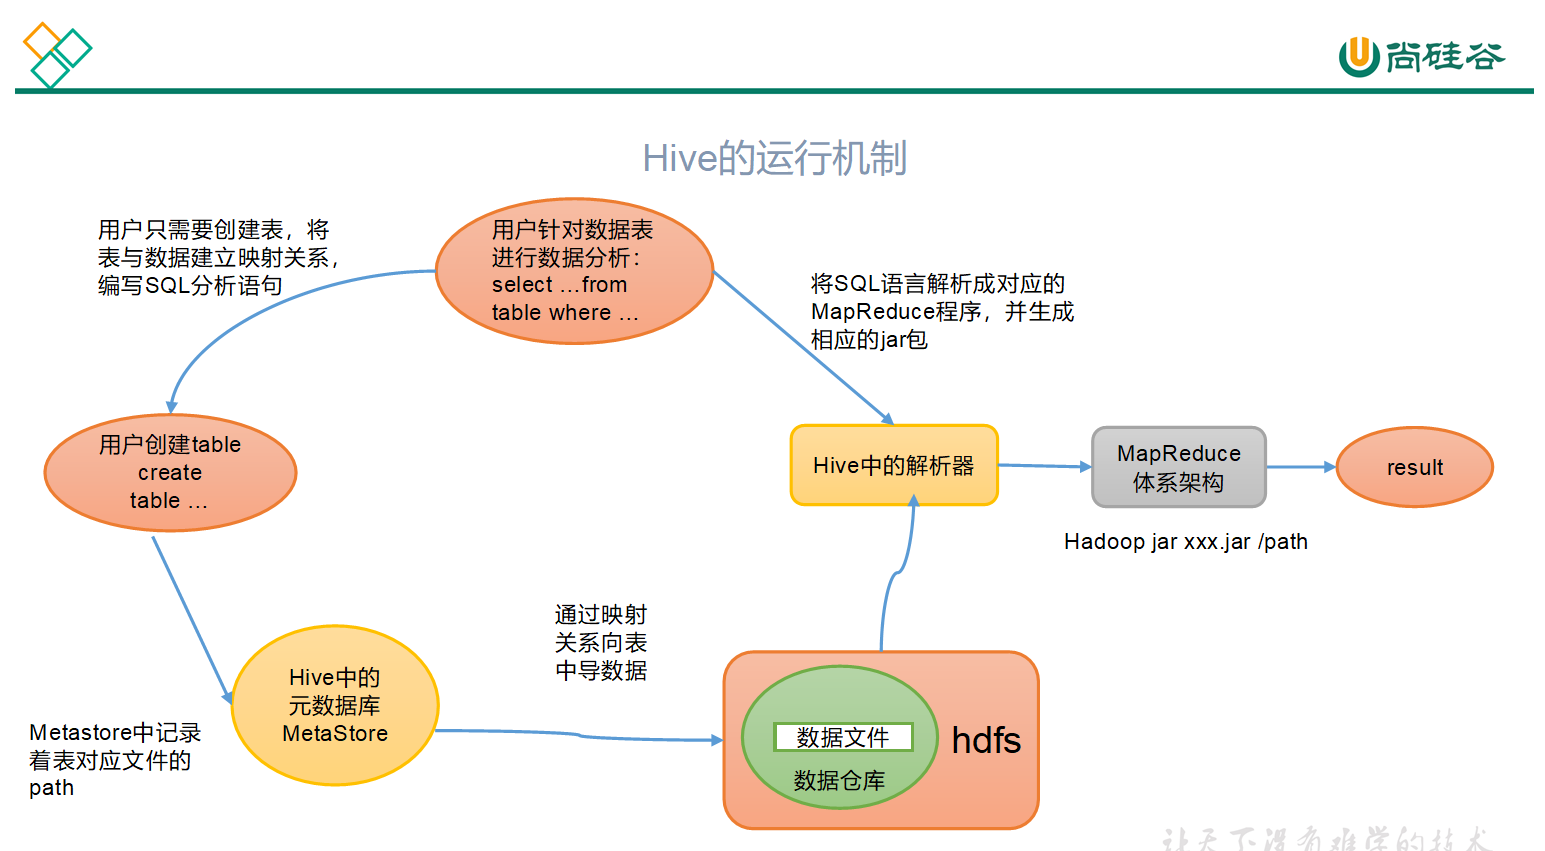 尚硅谷
Hive的运行机制
用户只需要创建表，将
表与数据建立映射关系，
编写SQL分析语句
用户针对数据表
进行数据分析：
select ...from
table where ...
将SQL语言解析成对应的
MapReduce程序，并生成
相应的jar包
用户创建table
create
table ...
Hive中的解析器
MapReduce
体系架构
result
Hadoop jar xxx.jar /path
通过映射
关系向表
中导数据
Hive中的
元数据库
MetaStore
Metastore中记录
着表对应文件的
path
数据文件
数据仓库
hdfs
让天下没有难学的技术